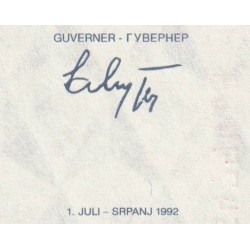 GUVERNER - ГУВЕРНЕР
1. JULI – SRPANJ 1992